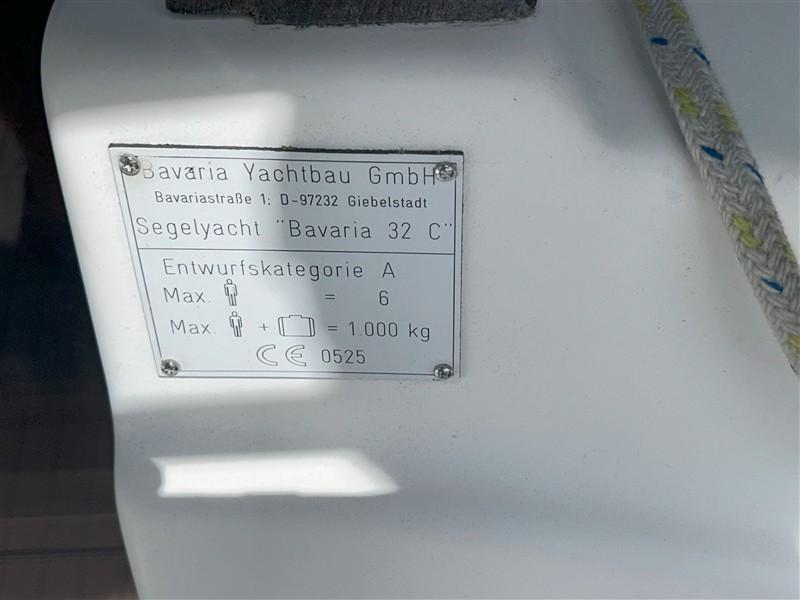 Bavaria Yachtbau GmbH
Bavariastraße 1; D-97232 Giebelstadt
Segelyacht "Bavaria 32 C"
Entwurfskategorie A
Max. = 6
Max. + = 1.000 kg
CE 0525